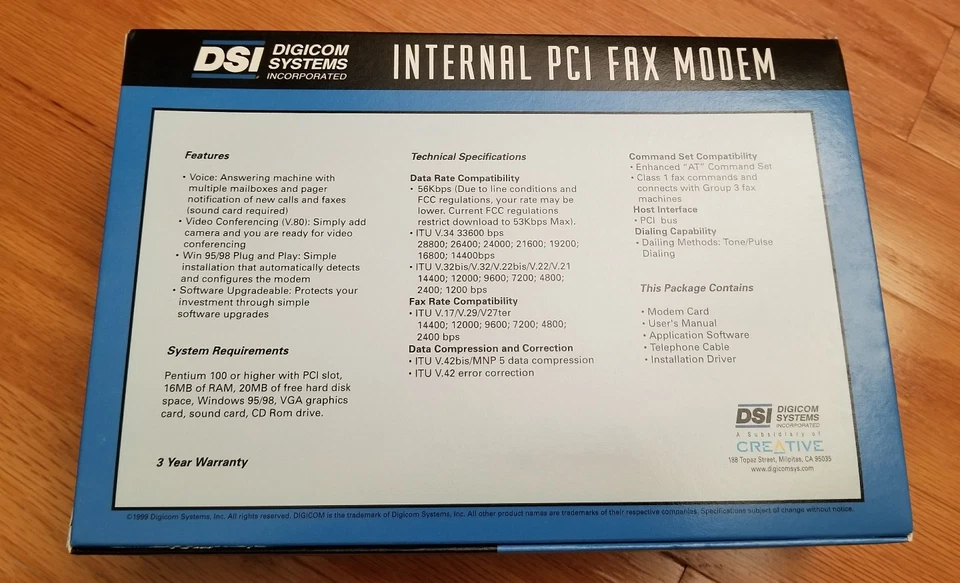 DSI DIGICOM SYSTEMS INCORPORATED
INTERNAL PCI FAX MODEM
Features
• Voice: Answering machine with
multiple mailboxes and pager
notification of new calls and faxes
(sound card required)
• Video Conferencing (V.80): Simply add
camera and you are ready for video
conferencing
• Win 95/98 Plug and Play: Simple
installation that automatically detects
and configures the modem
• Software Upgradeable: Protects your
investment through simple
software upgrades
System Requirements
Pentium 100 or higher with PCI slot,
16MB of RAM, 20MB of free hard disk
space, Windows 95/98, VGA graphics
card, sound card, CD Rom drive.
3 Year Warranty
Technical Specifications
Data Rate Compatibility
• 56Kbps (Due to line conditions and
FCC regulations, your rate may be
lower. Current FCC regulations
restrict download to 53Kbps Max).
• ITU V.34 33600 bps
28800; 26400; 24000; 21600; 19200;
16800; 14400bps
• ITU V.32bis/V.32/V.22bis/V.22/V.21
14400; 12000; 9600; 7200; 4800;
2400; 1200 bps
Fax Rate Compatibility
• ITU V.17/V.29/V27ter
14400; 12000; 9600; 7200; 4800;
2400 bps
Data Compression and Correction
• ITU V.42bis/MNP 5 data compression
• ITU V.42 error correction
Command Set Compatibility
• Enhanced "AT" Command Set
• Class 1 fax commands and
connects with Group 3 fax
machines
Host Interface
• PCI bus
Dialing Capability
• Dailing Methods: Tone/Pulse
Dialing
This Package Contains
• Modem Card
• User's Manual
• Application Software
• Telephone Cable
• Installation Driver
DSI DIGICOM SYSTEMS INCORPORATED
A Subsidiary of
CREATIVE
188 Topaz Street, Milpitas, CA 95035
www.digicomsys.com
©1999 Digicom Systems, Inc. All rights reserved. DIGICOM is the trademark of Digicom Systems, Inc. All other product names are trademarks of their respective companies. Specifications subject of change without notice.